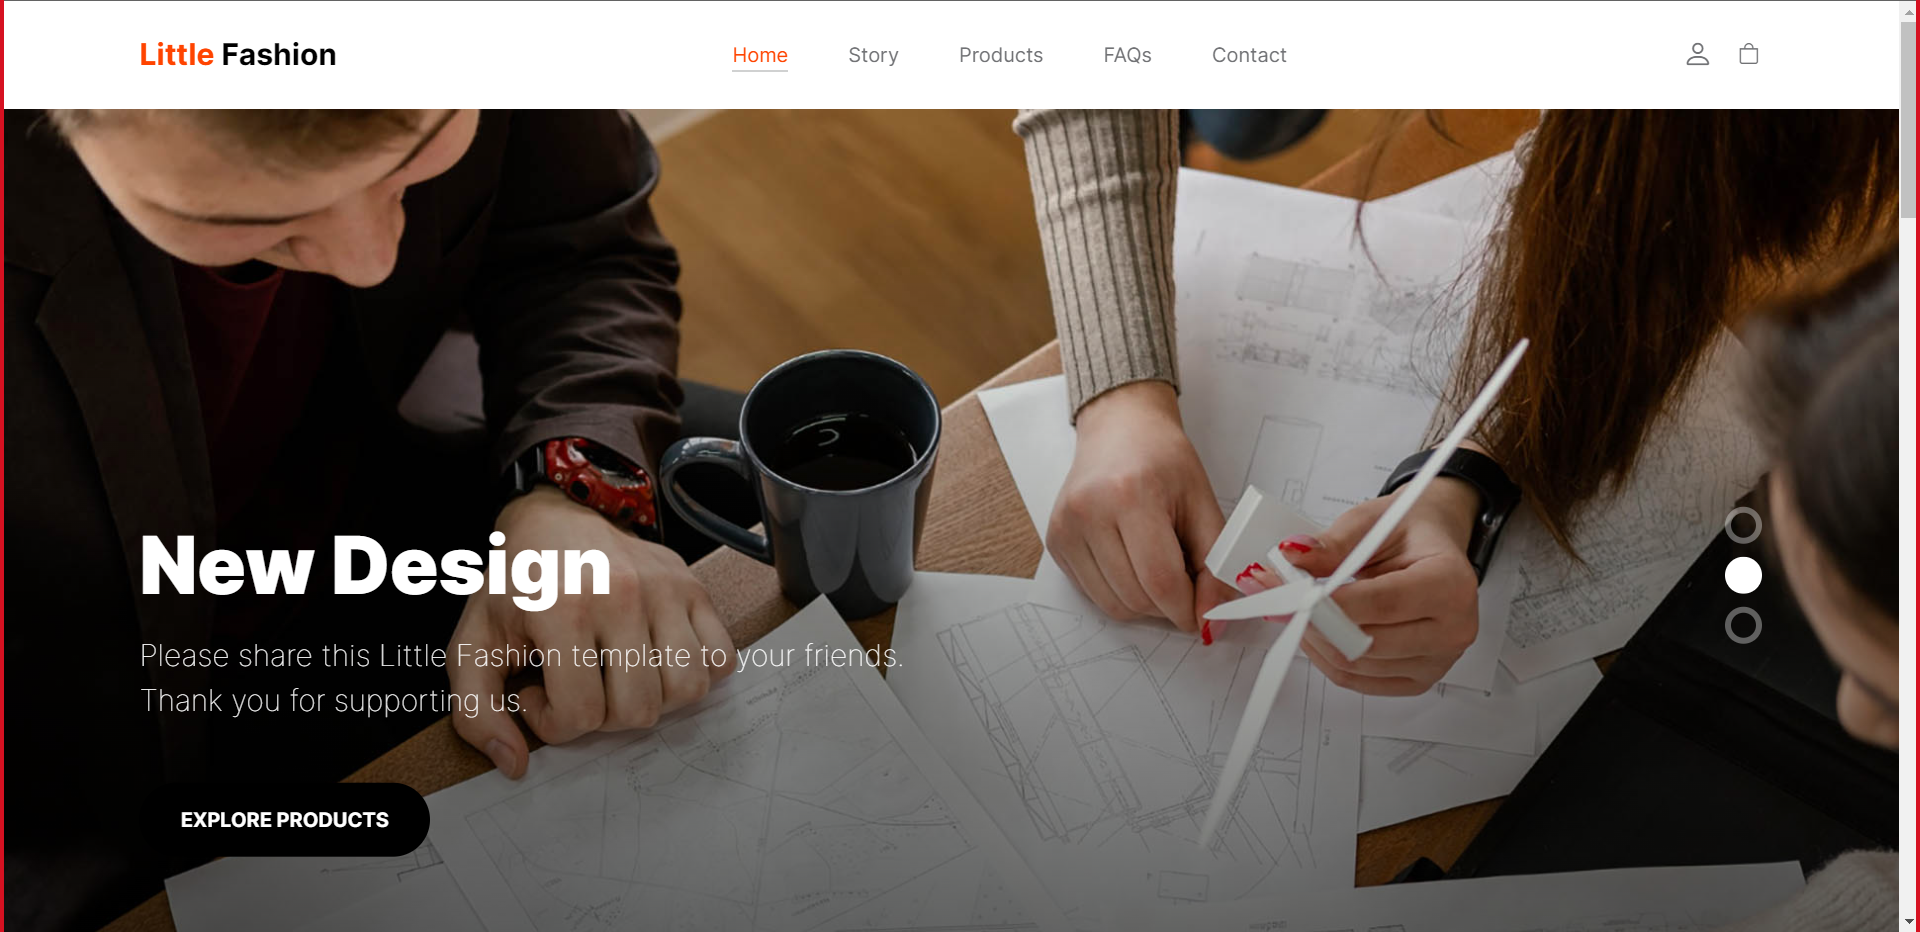 Little Fashion
Home
Story
Products
FAQs
Contact
New Design
Please share this Little Fashion template to your friends.
Thank you for supporting us.
EXPLORE PRODUCTS